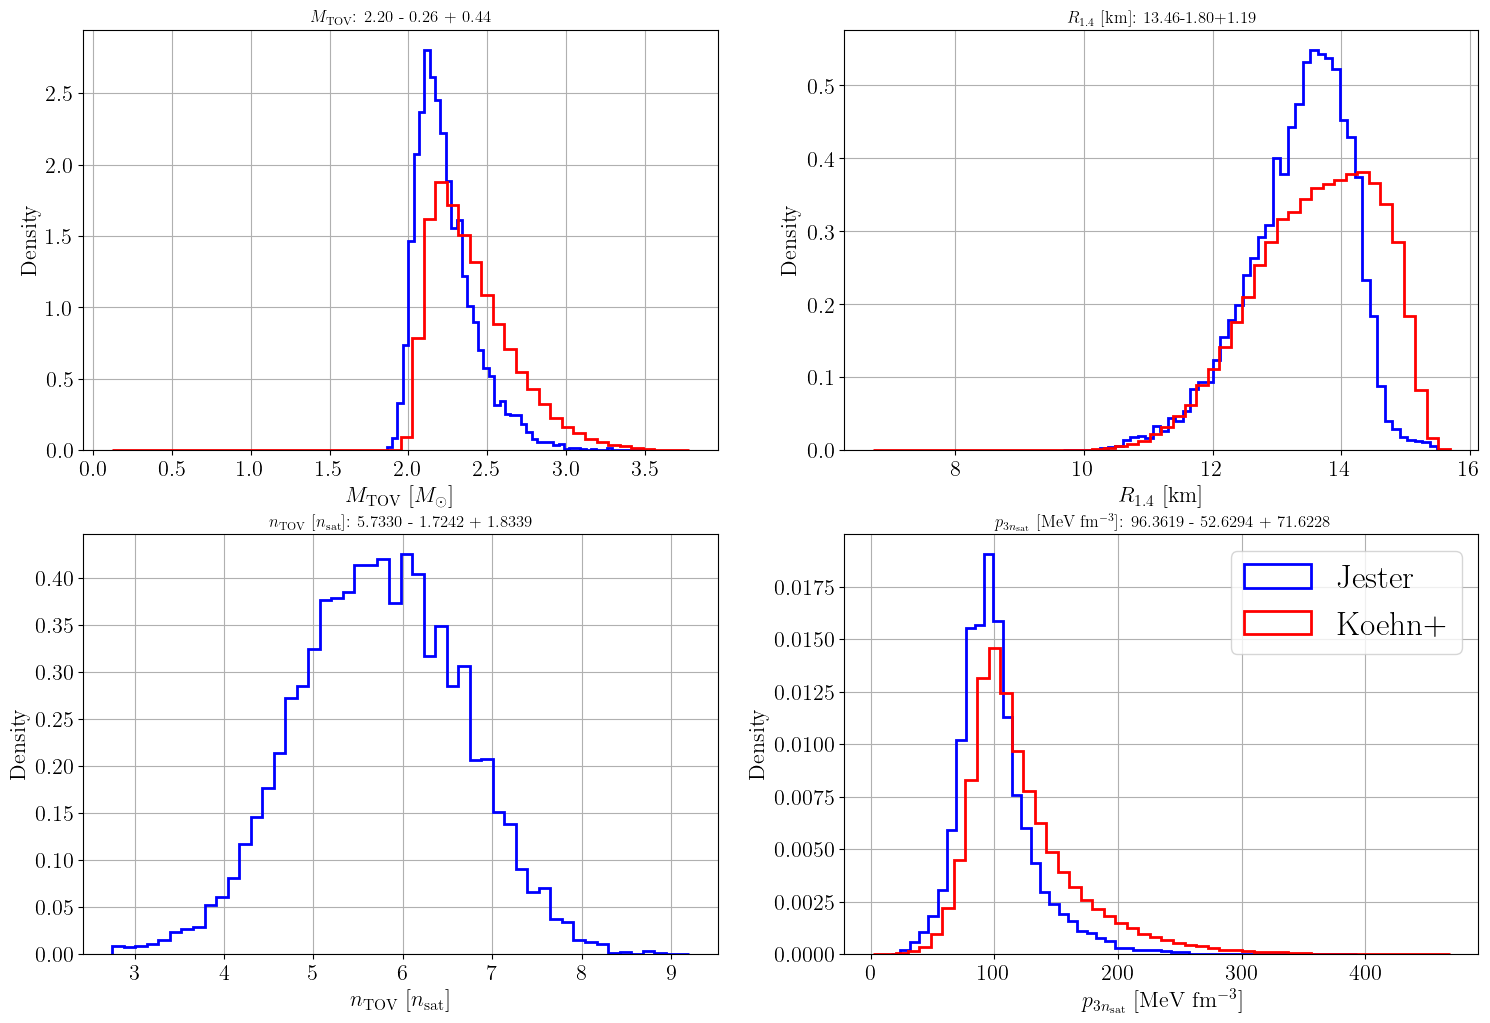 M_TOV: 2.20 - 0.26 + 0.44
Density
2.5
2.0
1.5
1.0
0.5
0.0
0.0 0.5 1.0 1.5 2.0 2.5 3.0 3.5
M_TOV [M_⊙]
R_1.4 [km]: 13.46-1.80+1.19
Density
0.5
0.4
0.3
0.2
0.1
0.0
8 10 12 14 16
R_1.4 [km]
n_TOV [n_sat]: 5.7330 - 1.7242 + 1.8339
Density
0.40
0.35
0.30
0.25
0.20
0.15
0.10
0.05
0.00
3 4 5 6 7 8 9
n_TOV [n_sat]
p_3n_sat [MeV fm⁻³]: 96.3619 - 52.6294 + 71.6228
Jester
Koehn+
Density
0.0175
0.0150
0.0125
0.0100
0.0075
0.0050
0.0025
0.0000
0 100 200 300 400
p_3n_sat [MeV fm⁻³]